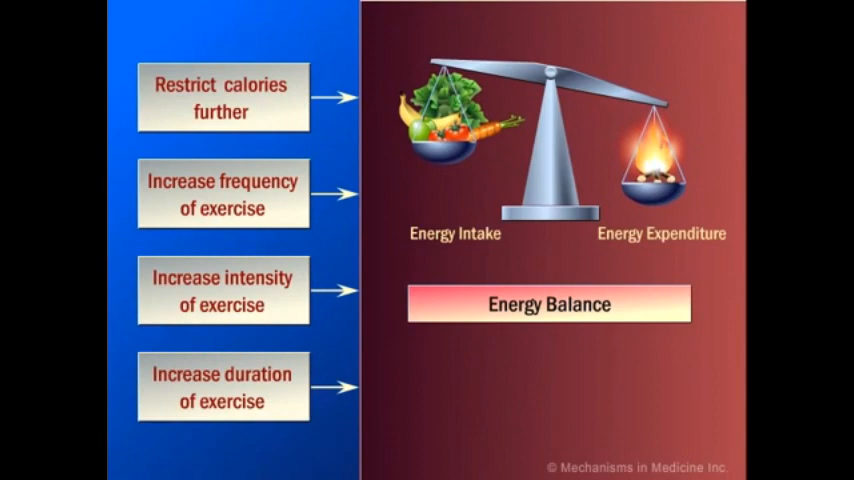 Restrict calories
further
Increase frequency
of exercise
Increase intensity
of exercise
Increase duration
of exercise
Energy Intake
Energy Expenditure
Energy Balance
© Mechanisms in Medicine Inc.